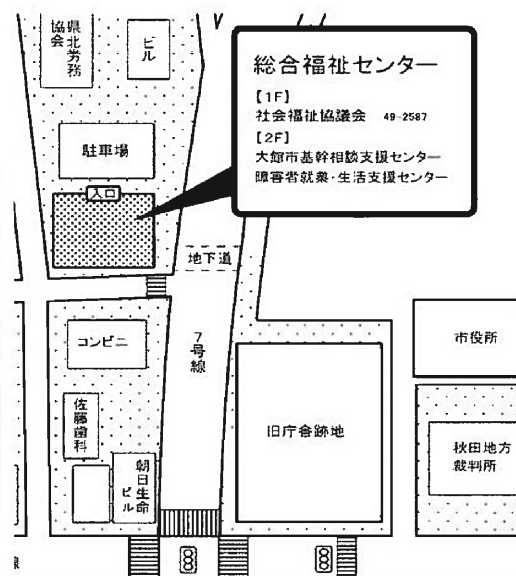 県北労務
協会
ビル
総合福祉センター
【1F】
社会福祉協議会 49-2587
【2F】
大館市基幹相談支援センター
障害者就業・生活支援センター
駐車場
入口
地下道
コンビニ
7号線
市役所
佐藤歯科
旧庁舎跡地
朝日生命
ビル
秋田地方
裁判所
線